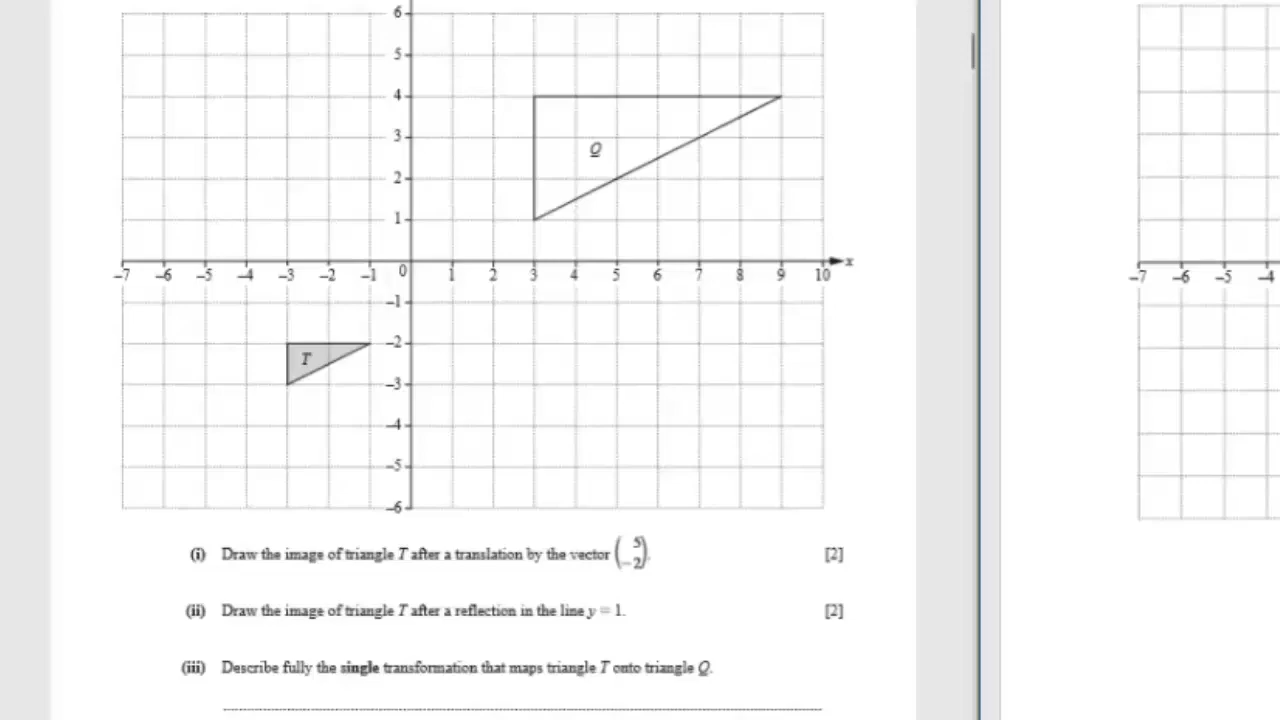 6
5
4
3
Q
2
1
-7 -6 -5 -4 -3 -2 -1 0 1 2 3 4 5 6 7 8 9 10 x
-7 -6 -5 -4
-1
-2
T
-3
-4
-5
-6
(i) Draw the image of triangle T after a translation by the vector (5 -2). [2]
(ii) Draw the image of triangle T after a reflection in the line y = 1. [2]
(iii) Describe fully the single transformation that maps triangle T onto triangle Q.